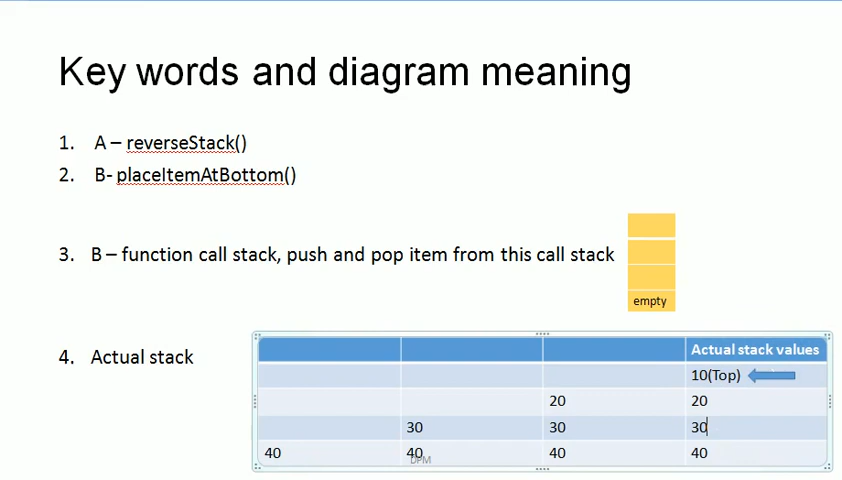 Key words and diagram meaning
1. A – reverseStack()
2. B- placeItemAtBottom()
3. B – function call stack, push and pop item from this call stack
empty
4. Actual stack
Actual stack values
10(Top)
20 20
30 30 30
40 40 40 40
DPM